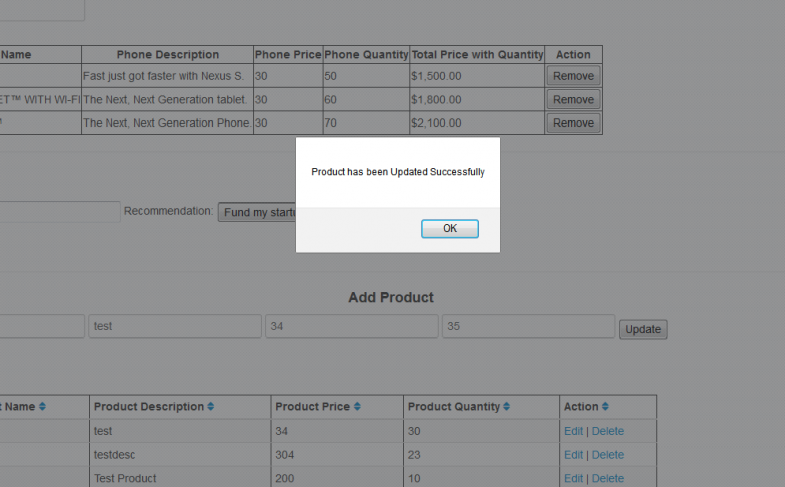 Name Phone Description Phone Price Phone Quantity Total Price with Quantity Action
Fast just got faster with Nexus S. 30 50 $1,500.00 Remove
ET™ WITH WI-FI The Next, Next Generation tablet. 30 60 $1,800.00 Remove
The Next, Next Generation Phone. 30 70 $2,100.00 Remove
Product has been Updated Successfully
OK
Recommendation: Fund my startu
Add Product
test 34 35 Update
t Name Product Description Product Price Product Quantity Action
test 34 30 Edit | Delete
testdesc 304 23 Edit | Delete
Test Product 200 10 Edit | Delete